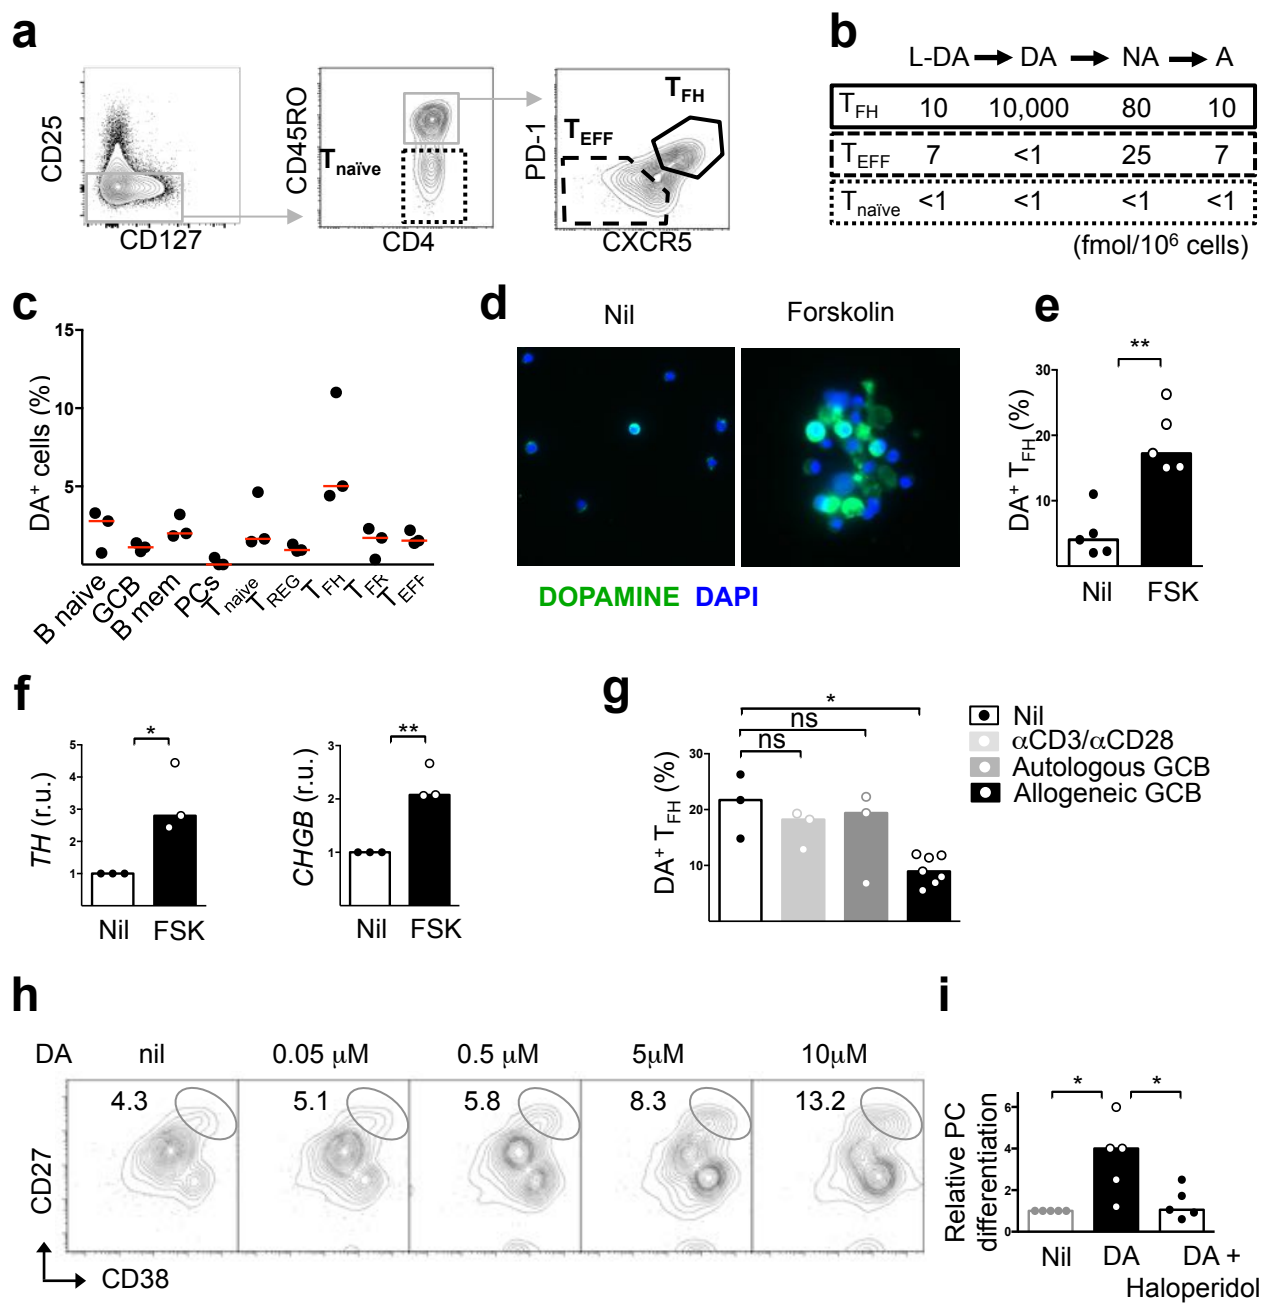 a
CD25
CD127
CD45RO
Tnaïve
CD4
PD-1
TEFF
TFH
CXCR5
b
L-DA → DA → NA → A
TFH 10 10,000 80 10
TEFF 7 <1 25 7
Tnaïve <1 <1 <1 <1
(fmol/10⁶ cells)
c
DA⁺ cells (%)
15
10
5
B naïve GCB B mem PCs Tnaïve TREG TFH TFR TEFF
d
Nil Forskolin
DOPAMINE DAPI
e
DA⁺ TFH (%)
30
20
10
**
Nil FSK
f
TH (r.u.)
5
4
3
2
1
*
Nil FSK
CHGB (r.u.)
3
2
1
**
Nil FSK
g
DA⁺ TFH (%)
30
20
10
*
ns
ns
Nil
αCD3/αCD28
Autologous GCB
Allogeneic GCB
h
DA nil 0.05 μM 0.5 μM 5μM 10μM
4.3 5.1 5.8 8.3 13.2
CD27
CD38
i
Relative PC
differentiation
6
4
2
0
* *
Nil DA DA +
Haloperidol